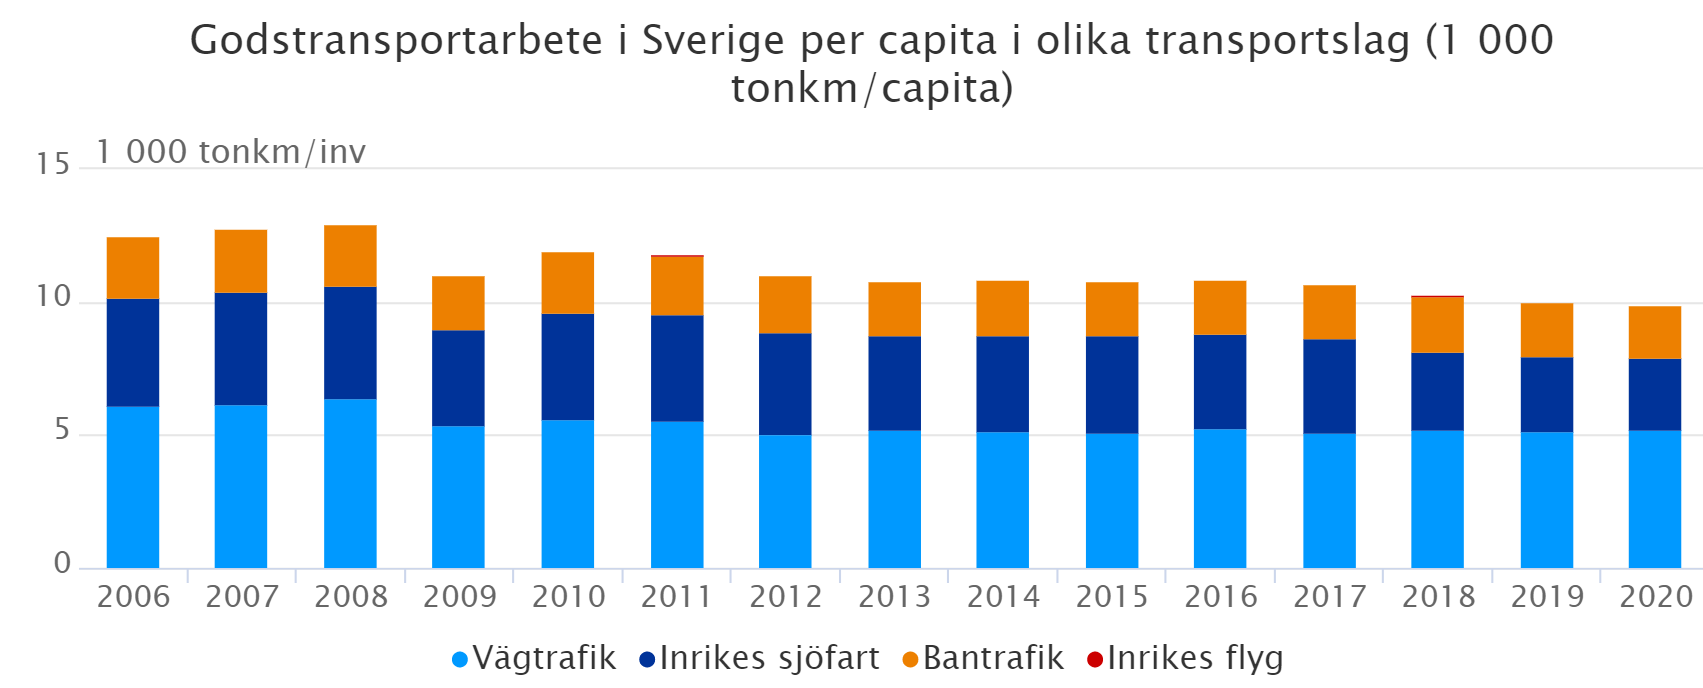 Godstransportarbete i Sverige per capita i olika transportslag (1 000
tonkm/capita)
1 000 tonkm/inv
15
10
5
0
2006 2007 2008 2009 2010 2011 2012 2013 2014 2015 2016 2017 2018 2019 2020
Vägtrafik Inrikes sjöfart Bantrafik Inrikes flyg